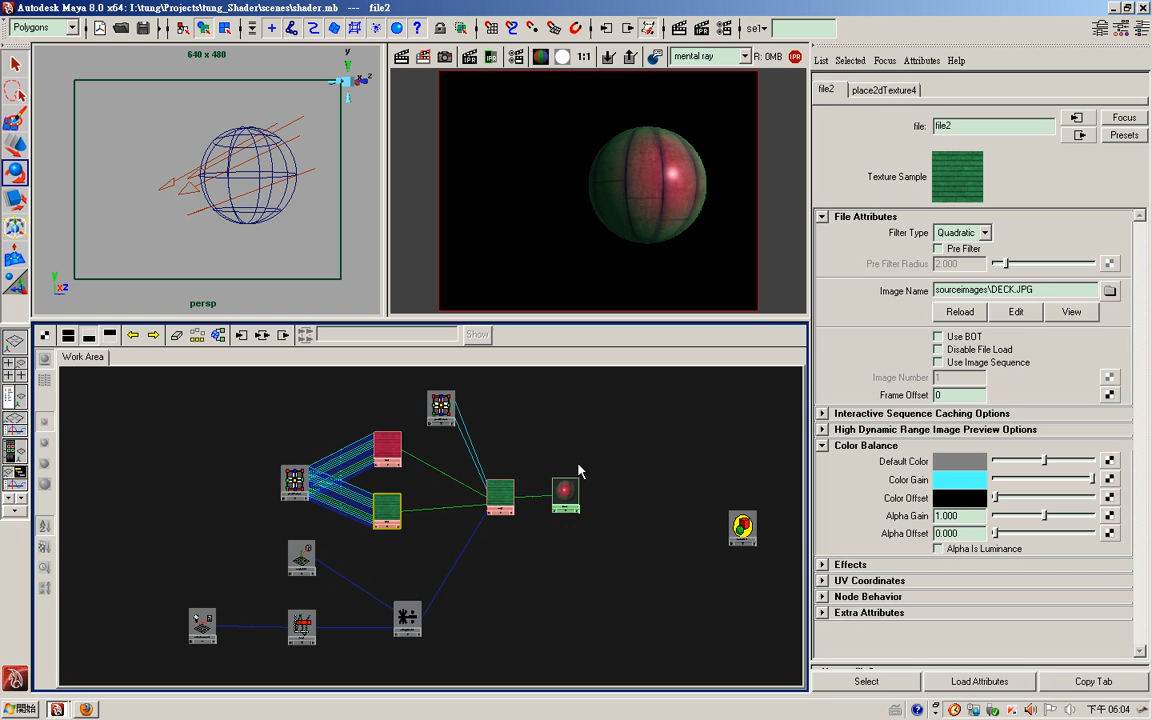 Autodesk Maya 8.0 x64: I:\tung\Projects\tung_Shader\scenes\shader.mb --- file2
Polygons
sel▾
640 x 480
persp
1:1
mental ray
R: 0MB
IPR
List Selected Focus Attributes Help
file2
place2dTexture4
file: file2
Focus
Presets
Texture Sample
File Attributes
Filter Type Quadratic
Pre Filter
Pre Filter Radius 2.000
Image Name sourceimages\DECK.JPG
Reload Edit View
Use BOT
Disable File Load
Use Image Sequence
Image Number 1
Frame Offset 0
Interactive Sequence Caching Options
High Dynamic Range Image Preview Options
Color Balance
Default Color
Color Gain
Color Offset
Alpha Gain 1.000
Alpha Offset 0.000
Alpha Is Luminance
Effects
UV Coordinates
Node Behavior
Extra Attributes
Show
Work Area
Select Load Attributes Copy Tab
開始
下午 06:04